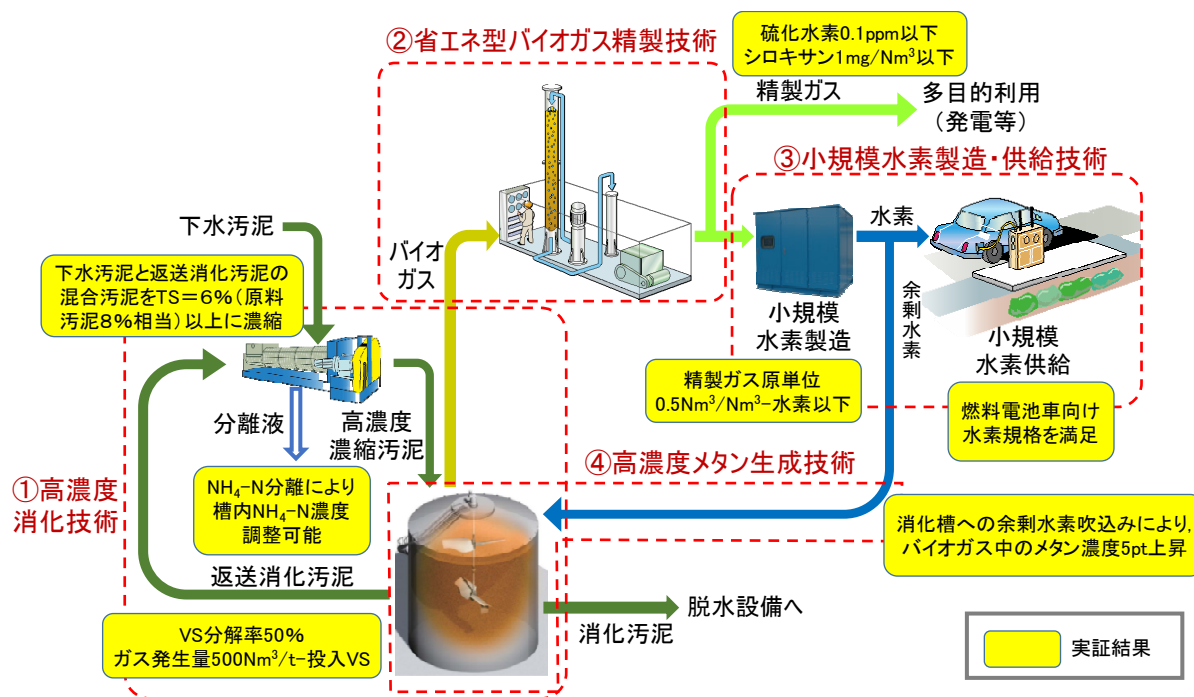 ②省エネ型バイオガス精製技術
硫化水素0.1ppm以下
シロキサン1mg/Nm³以下
精製ガス
多目的利用
(発電等)
③小規模水素製造・供給技術
下水汚泥
バイオ
ガス
水素
余剰水素
小規模
水素製造
小規模
水素供給
下水汚泥と返送消化汚泥の
混合汚泥をTS=6%(原料
汚泥8%相当)以上に濃縮
精製ガス原単位
0.5Nm³/Nm³-水素以下
燃料電池車向け
水素規格を満足
分離液
高濃度
濃縮汚泥
④高濃度メタン生成技術
①高濃度
消化技術
NH₄-N分離により
槽内NH₄-N濃度
調整可能
消化槽への余剰水素吹込みにより,
バイオガス中のメタン濃度5pt上昇
返送消化汚泥
脱水設備へ
消化汚泥
VS分解率50%
ガス発生量500Nm³/t-投入VS
実証結果